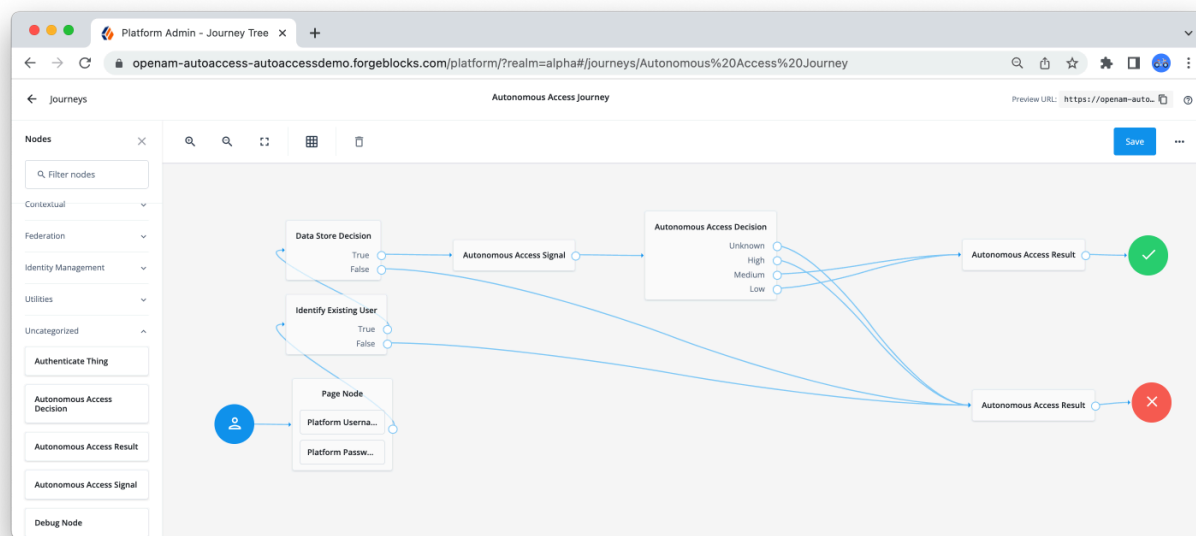 Platform Admin - Journey Tree
openam-autoaccess-autoaccessdemo.forgeblocks.com/platform/?realm=alpha#/journeys/Autonomous%20Access%20Journey
Journeys
Autonomous Access Journey
Preview URL: https://openam-auto…
Nodes
Save
Filter nodes
Contextual
Federation
Identity Management
Utilities
Uncategorized
Authenticate Thing
Autonomous Access
Decision
Autonomous Access Result
Autonomous Access Signal
Debug Node
Data Store Decision
True
False
Identify Existing User
True
False
Page Node
Platform Userna...
Platform Passw...
Autonomous Access Signal
Autonomous Access Decision
Unknown
High
Medium
Low
Autonomous Access Result
Autonomous Access Result